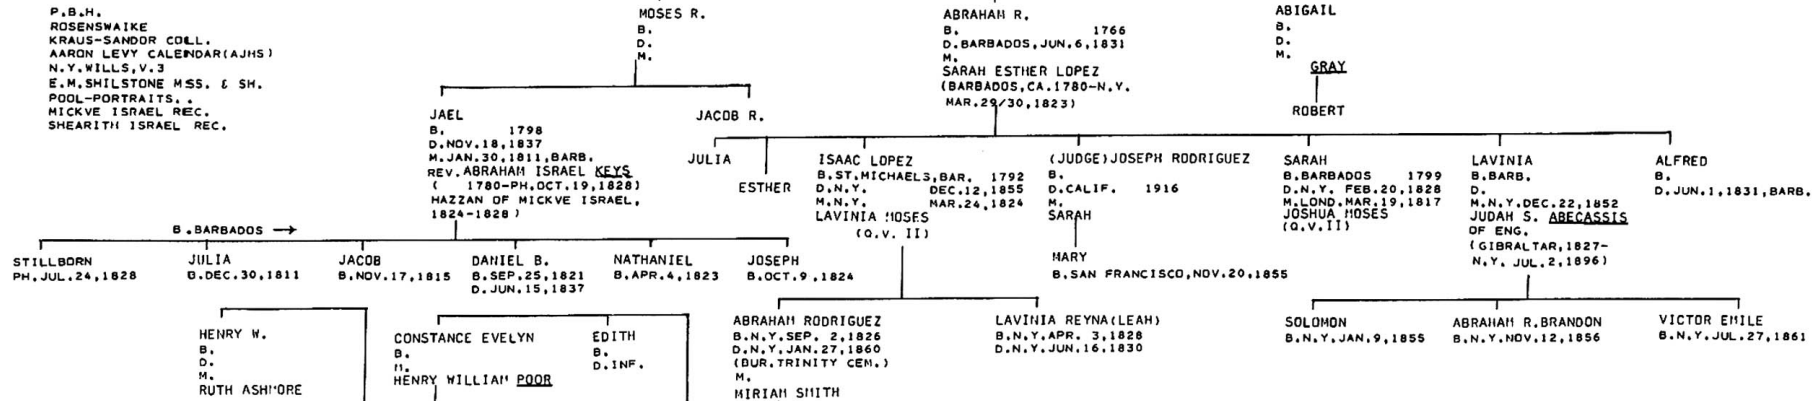 P.B.H.
ROSENSWAIKE
KRAUS-SANDOR COLL.
AARON LEVY CALENDAR(AJHS)
N.Y.WILLS,V.3
E.M.SHILSTONE MSS. & SH.
POOL-PORTRAITS..
MICKVE ISRAEL REC.
SHEARITH ISRAEL REC.
MOSES R.
B.
D.
M.
ABRAHAM R.
B. 1766
D.BARBADOS,JUN.6,1831
M.
SARAH ESTHER LOPEZ
(BARBADOS,CA.1780-N.Y.
MAR.29/30,1823)
ABIGAIL
B.
D.
M.
GRAY
ROBERT
JAEL
B. 1798
D.NOV.18,1837
M.JAN.30,1811,BARB.
REV.ABRAHAM ISRAEL KEYS
( 1780-PH.OCT.19,1828)
HAZZAN OF MICKVE ISRAEL,
1824-1828 )
JACOB R.
JULIA
ESTHER
ISAAC LOPEZ
B.ST.MICHAELS,BAR. 1792
D.N.Y. DEC.12,1855
M.N.Y. MAR.24,1824
LAVINIA MOSES
(Q.V. II)
(JUDGE)JOSEPH RODRIGUEZ
B.
D.CALIF. 1916
M.
SARAH
MARY
B.SAN FRANCISCO,NOV.20,1855
SARAH
B.BARBADOS 1799
D.N.Y. FEB.20,1828
M.LOND.MAR.19,1817
JOSHUA MOSES
(Q.V.II)
LAVINIA
B.BARB.
D.
M.N.Y.DEC.22,1852
JUDAH S. ABECASSIS
OF ENG.
(GIBRALTAR,1827-
N.Y. JUL.2,1896)
ALFRED
B.
D.JUN.1,1831,BARB.
B.BARBADOS →
STILLBORN
PH.JUL.24,1828
JULIA
B.DEC.30,1811
JACOB
B.NOV.17,1815
DANIEL B.
B.SEP.25,1821
D.JUN.15,1837
NATHANIEL
B.APR.4,1823
JOSEPH
B.OCT.9,1824
HENRY W.
B.
D.
M.
RUTH ASHMORE
CONSTANCE EVELYN
B.
M.
HENRY WILLIAM POOR
EDITH
B.
D.INF.
ABRAHAM RODRIGUEZ
B.N.Y.SEP. 2,1826
D.N.Y.JAN.27,1860
(BUR.TRINITY CEM.)
M.
MIRIAM SMITH
LAVINIA REYNA(LEAH)
B.N.Y.APR. 3,1828
D.N.Y.JUN.16,1830
SOLOMON
B.N.Y.JAN.9,1855
ABRAHAM R.BRANDON
B.N.Y.NOV.12,1856
VICTOR EMILE
B.N.Y.JUL.27,1861